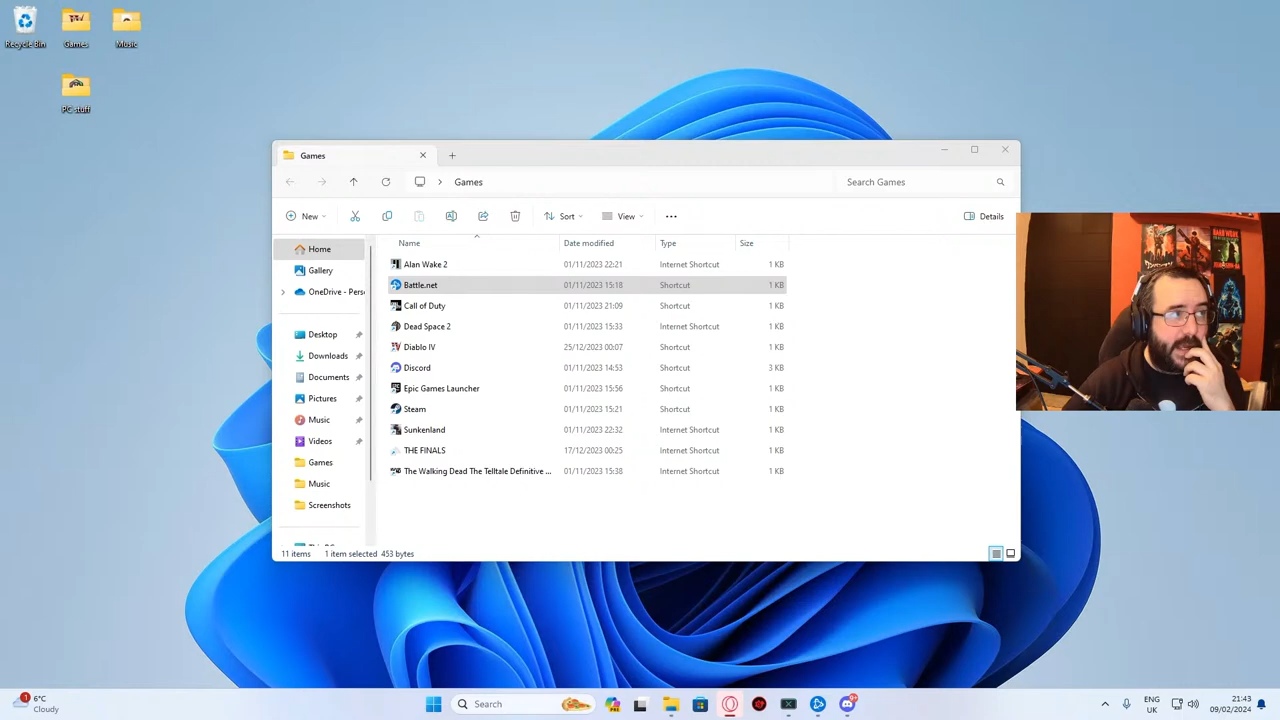 Recycle Bin
Games
Music
PC stuff
Games
Games
Search Games
New
Sort
View
Details
Name
Date modified
Type
Size
Home
Gallery
OneDrive - Pers
Desktop
Downloads
Documents
Pictures
Music
Videos
Games
Music
Screenshots
Alan Wake 2 01/11/2023 22:21 Internet Shortcut 1 KB
Battle.net 01/11/2023 15:18 Shortcut 1 KB
Call of Duty 01/11/2023 21:09 Shortcut 1 KB
Dead Space 2 01/11/2023 15:33 Internet Shortcut 1 KB
Diablo IV 25/12/2023 00:07 Shortcut 1 KB
Discord 01/11/2023 14:53 Shortcut 3 KB
Epic Games Launcher 01/11/2023 15:56 Shortcut 1 KB
Steam 01/11/2023 15:21 Shortcut 1 KB
Sunkenland 01/11/2023 22:32 Internet Shortcut 1 KB
THE FINALS 17/12/2023 00:25 Internet Shortcut 1 KB
The Walking Dead The Telltale Definitive ... 01/11/2023 15:38 Internet Shortcut 1 KB
11 items 1 item selected 453 bytes
1
6°C
Cloudy
Search
ENG
UK
21:43
09/02/2024